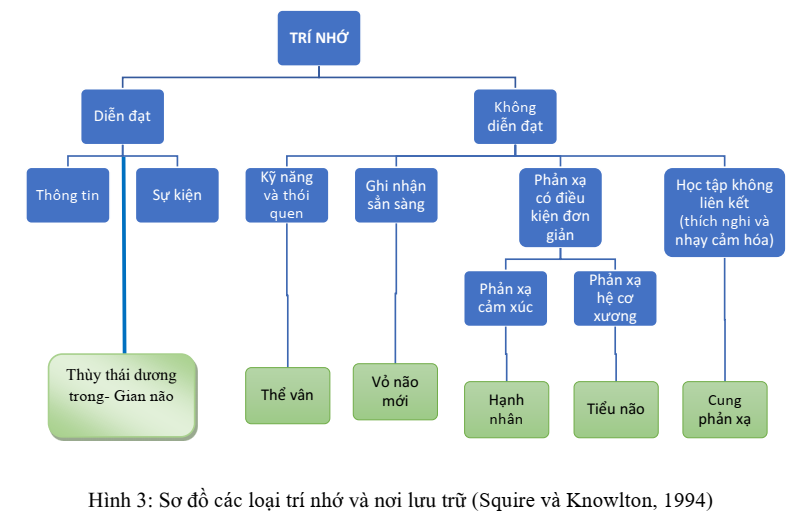 TRÍ NHỚ
Diễn đạt
Không
diễn đạt
Thông tin
Sự kiện
Kỹ năng
và thói
quen
Ghi nhận
sẳn sàng
Phản xạ
có điều
kiện đơn
giản
Học tập không
liên kết
(thích nghi và
nhạy cảm hóa)
Phản xạ
cảm xúc
Phản xạ
hệ cơ
xương
Thùy thái dương
trong- Gian não
Thể vân
Vỏ não
mới
Hạnh
nhân
Tiểu não
Cung
phản xạ
Hình 3: Sơ đồ các loại trí nhớ và nơi lưu trữ (Squire và Knowlton, 1994)